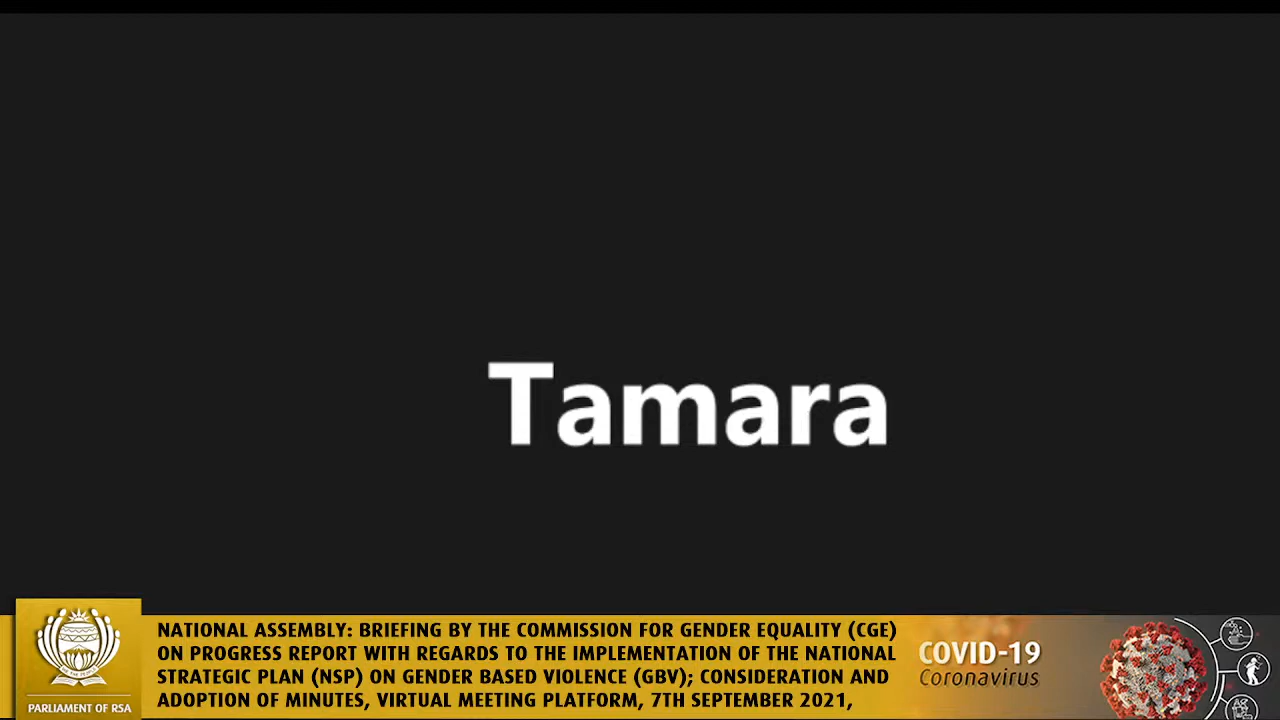 Tamara
NATIONAL ASSEMBLY: BRIEFING BY THE COMMISSION FOR GENDER EQUALITY (CGE)
ON PROGRESS REPORT WITH REGARDS TO THE IMPLEMENTATION OF THE NATIONAL
STRATEGIC PLAN (NSP) ON GENDER BASED VIOLENCE (GBV); CONSIDERATION AND
ADOPTION OF MINUTES, VIRTUAL MEETING PLATFORM, 7TH SEPTEMBER 2021,
PARLIAMENT OF RSA
COVID-19
Coronavirus